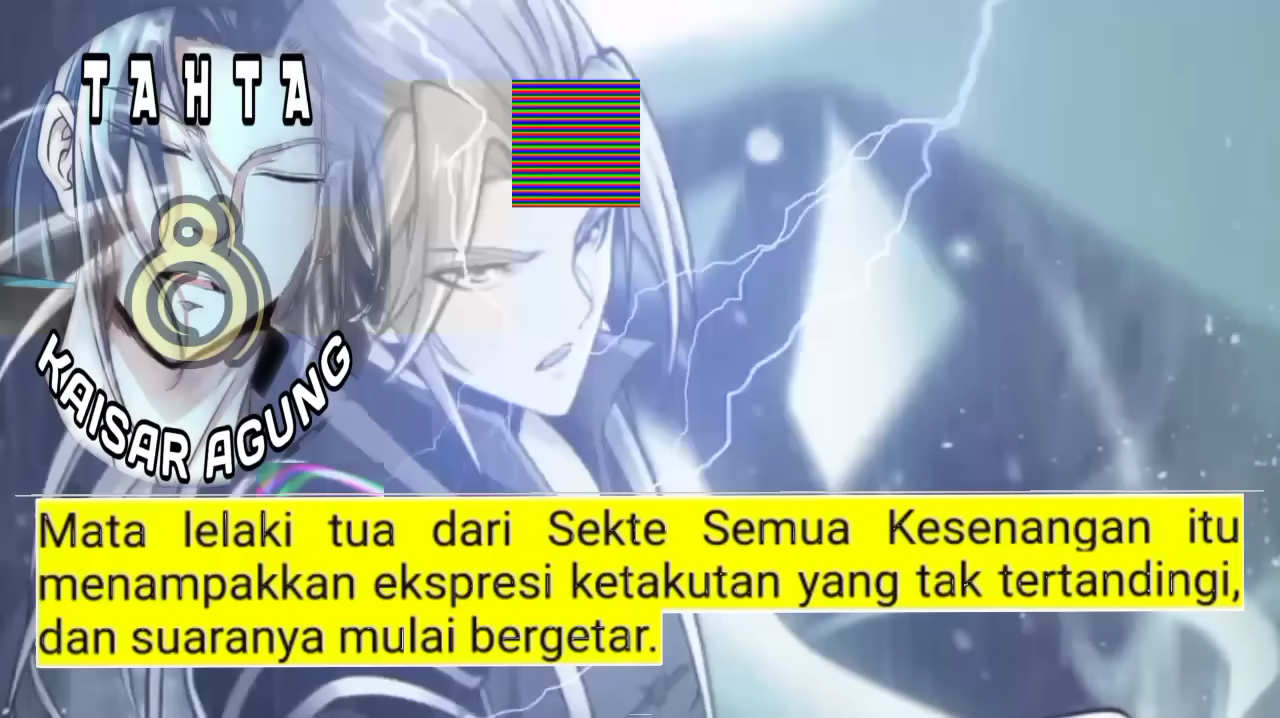 TAHTA
KAISAR AGUNG
Mata lelaki tua dari Sekte Semua Kesenangan itu
menampakkan ekspresi ketakutan yang tak tertandingi,
dan suaranya mulai bergetar.